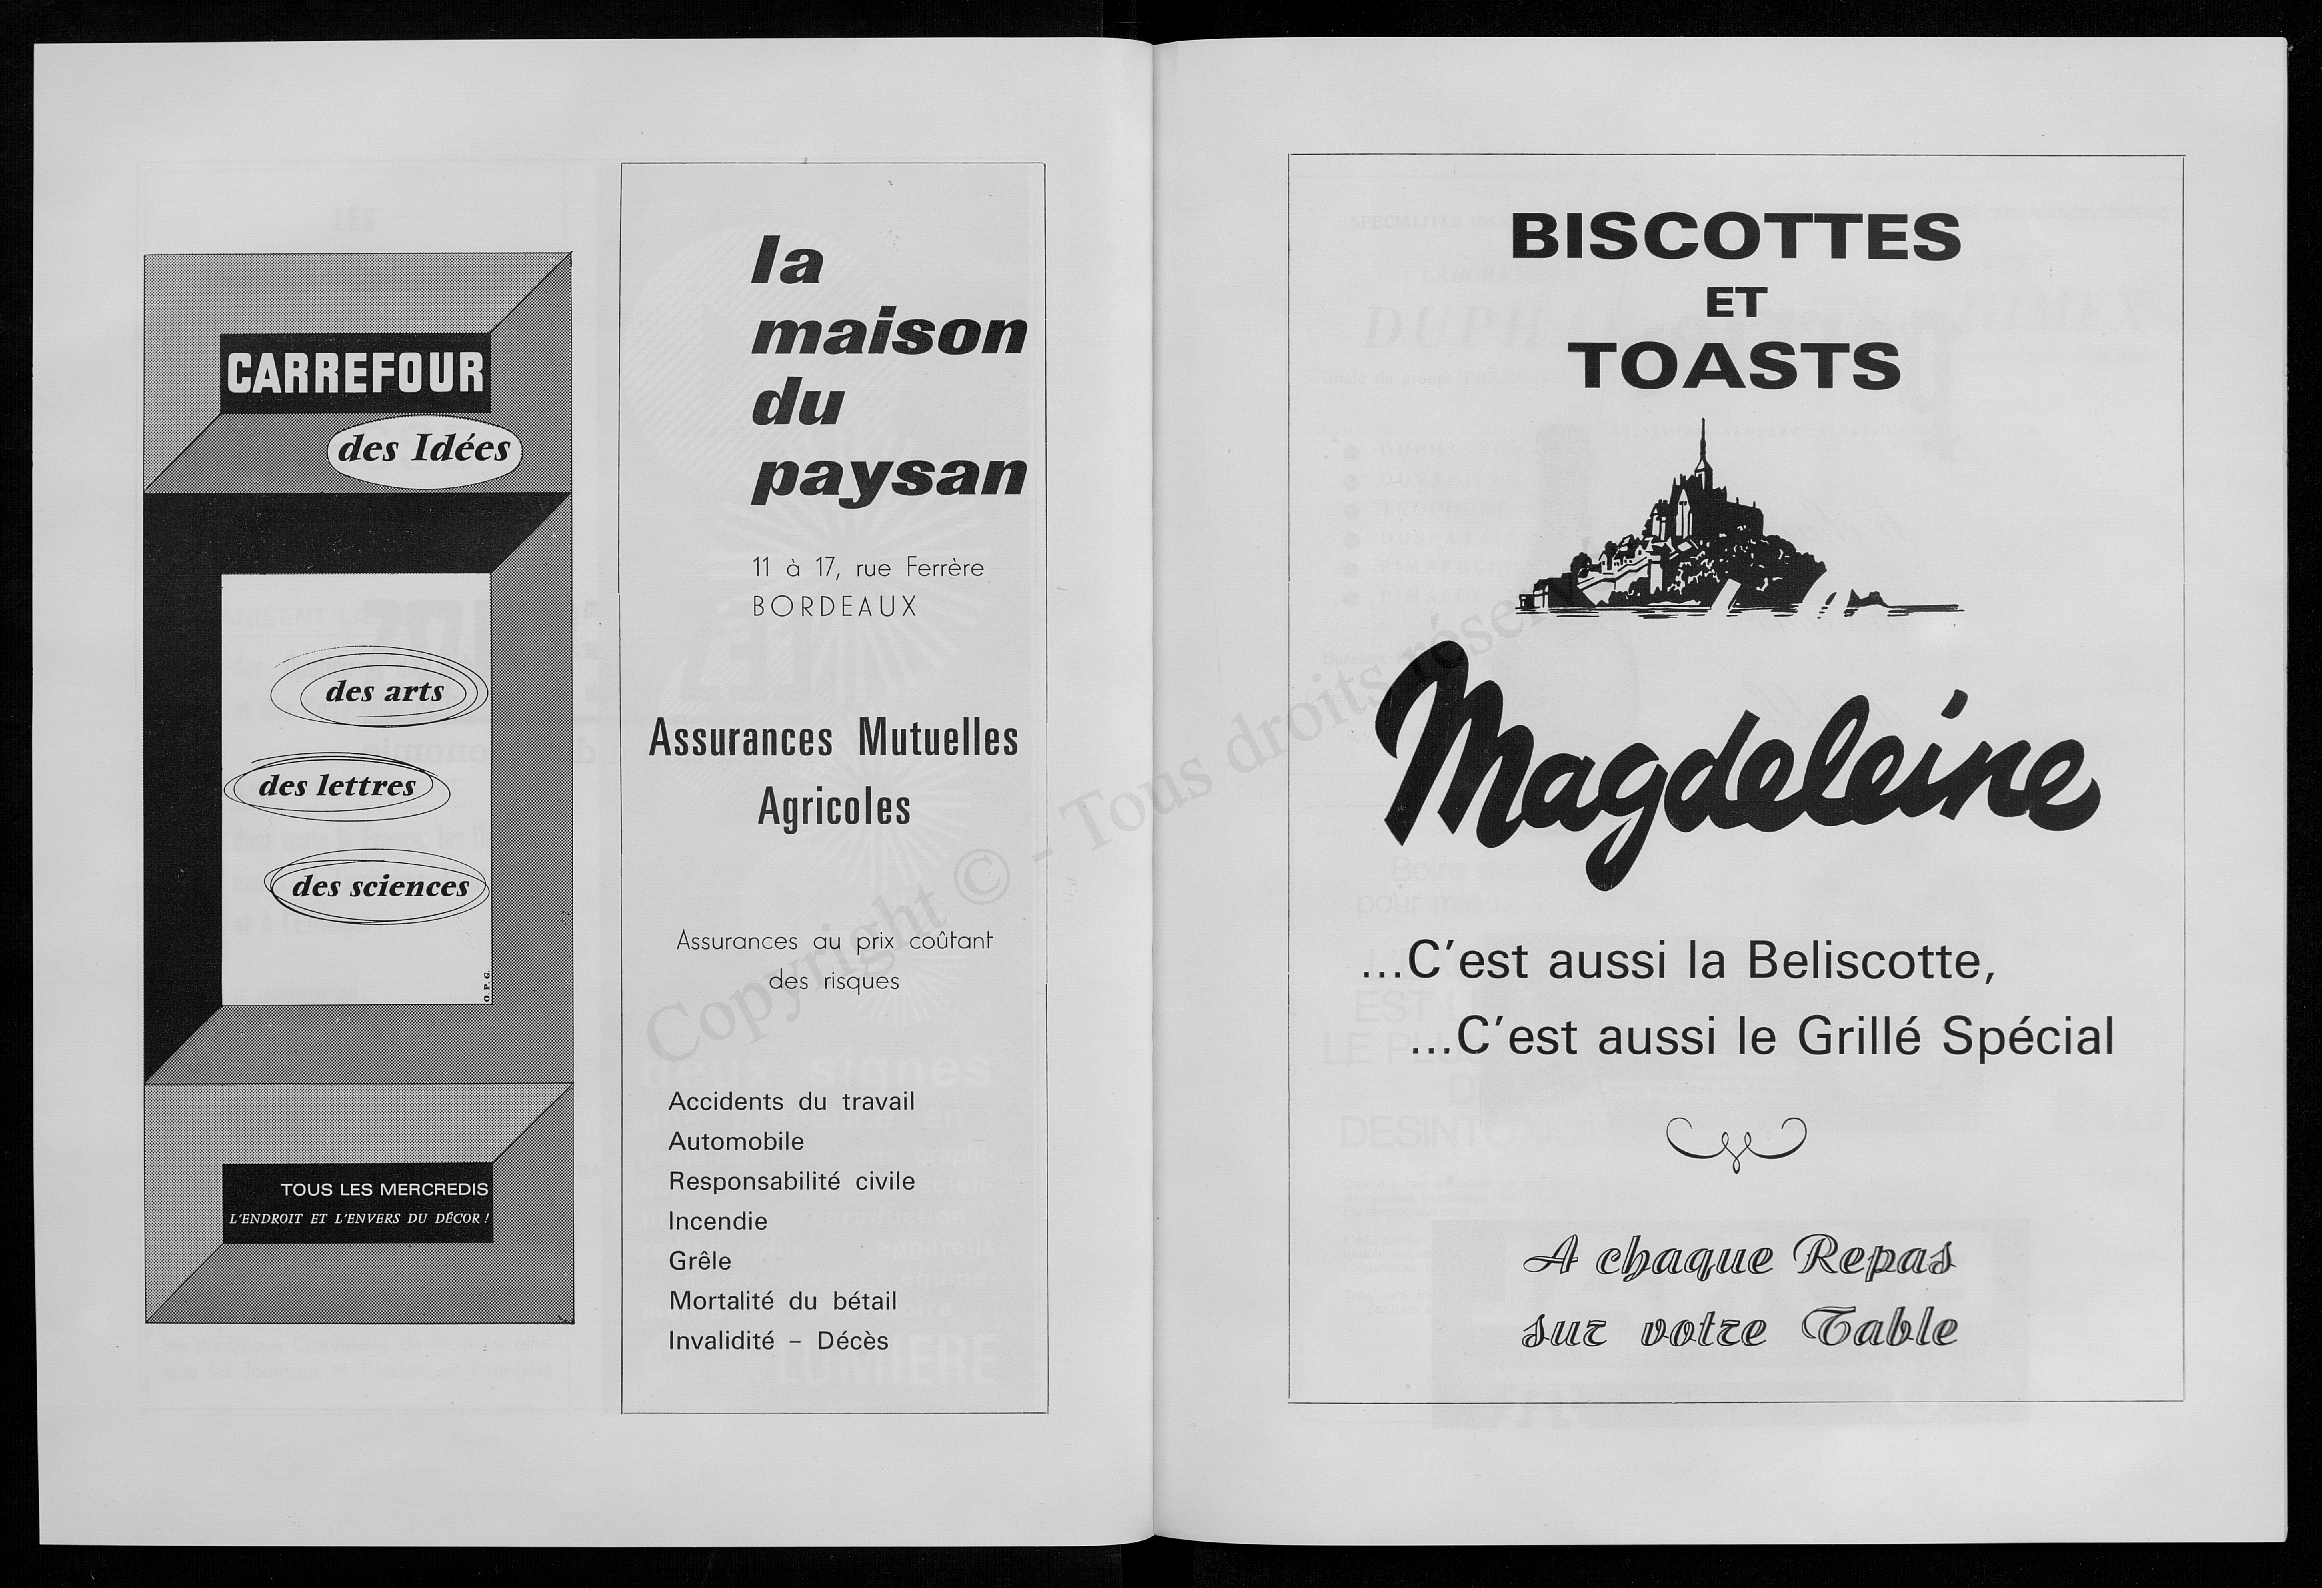 CARREFOUR
des Idées
des arts
des lettres
des sciences
O.P.G.
TOUS LES MERCREDIS
L'ENDROIT ET L'ENVERS DU DÉCOR !
la
maison
du
paysan
11 à 17, rue Ferrère
BORDEAUX
Assurances Mutuelles
Agricoles
Assurances au prix coûtant
des risques
Accidents du travail
Automobile
Responsabilité civile
Incendie
Grêle
Mortalité du bétail
Invalidité – Décès
BISCOTTES
ET
TOASTS
Magdeleine
...C'est aussi la Beliscotte,
...C'est aussi le Grillé Spécial
A chaque Repas
sur votre Table
Copyright © - Tous droits réservés